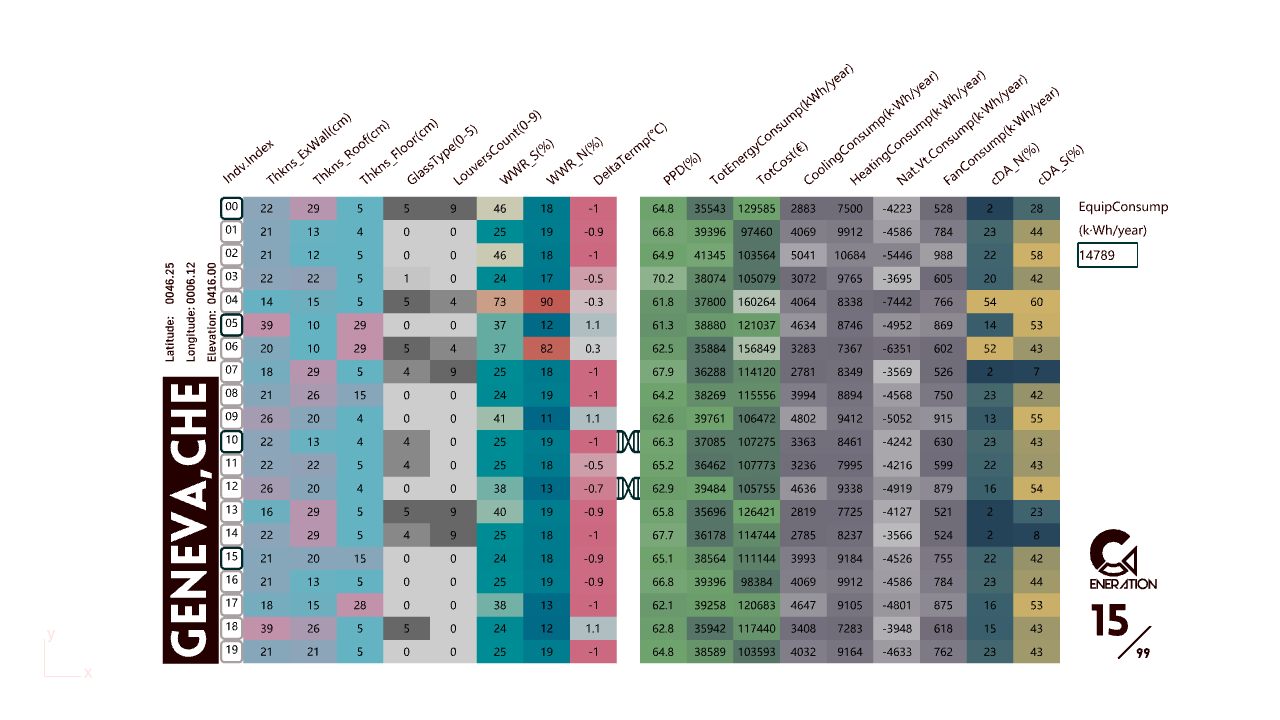 Indv.Index Thkns_ExWall(cm) Thkns_Roof(cm) Thkns_Floor(cm) GlassType(0-5) LouversCount(0-9) WWR_S(%) WWR_N(%) DeltaTermp(°C) PPD(%) TotEnergyConsump(kWh/year) TotCost(€) CoolingConsump(k·Wh/year) HeatingConsump(k·Wh/year) Nat.Vt.Consump(k·Wh/year) FanConsump(k·Wh/year) cDA_N(%) cDA_S(%)
00 22 29 5 5 9 46 18 -1 64.8 35543 129585 2883 7500 -4223 528 2 28
01 21 13 4 0 0 25 19 -0.9 66.8 39396 97460 4069 9912 -4586 784 23 44
02 21 12 5 0 0 46 18 -1 64.9 41345 103564 5041 10684 -5446 988 22 58
03 22 22 5 1 0 24 17 -0.5 70.2 38074 105079 3072 9765 -3695 605 20 42
04 14 15 5 5 4 73 90 -0.3 61.8 37800 160264 4064 8338 -7442 766 54 60
05 39 10 29 0 0 37 12 1.1 61.3 38880 121037 4634 8746 -4952 869 14 53
06 20 10 29 5 4 37 82 0.3 62.5 35884 156849 3283 7367 -6351 602 52 43
07 18 29 5 4 9 25 18 -1 67.9 36288 114120 2781 8349 -3569 526 2 7
08 21 26 15 0 0 24 19 -1 64.2 38269 115556 3994 8894 -4568 750 23 42
09 26 20 4 0 0 41 11 1.1 62.6 39761 106472 4802 9412 -5052 915 13 55
10 22 13 4 4 0 25 19 -1 66.3 37085 107275 3363 8461 -4242 630 23 43
11 22 22 5 4 0 25 18 -0.5 65.2 36462 107773 3236 7995 -4216 599 22 43
12 26 20 4 0 0 38 13 -0.7 62.9 39484 105755 4636 9338 -4919 879 16 54
13 16 29 5 5 9 40 19 -0.9 65.8 35696 126421 2819 7725 -4127 521 2 23
14 22 29 5 4 9 25 18 -1 67.7 36178 114744 2785 8237 -3566 524 2 8
15 21 20 15 0 0 24 18 -0.9 65.1 38564 111144 3993 9184 -4526 755 22 42
16 21 13 5 0 0 25 19 -0.9 66.8 39396 98384 4069 9912 -4586 784 23 44
17 18 15 28 0 0 38 13 -1 62.1 39258 120683 4647 9105 -4801 875 16 53
18 39 26 5 5 0 24 12 1.1 62.8 35942 117440 3408 7283 -3948 618 15 43
19 21 21 5 0 0 25 19 -1 64.8 38589 103593 4032 9164 -4633 762 23 43
Latitude: 0046.25
Longitude: 0006.12
Elevation: 0416.00
GENEVA,CHE
EquipConsump
(k·Wh/year)
14789
ENERATION
15/99
y
x